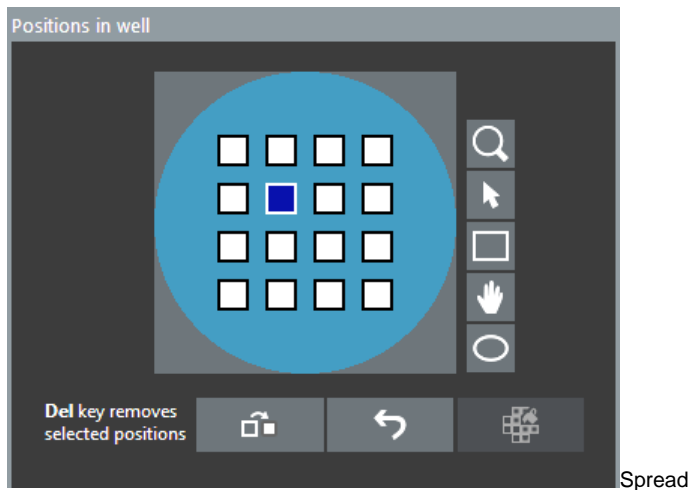 Positions in well
Del key removes
selected positions
Spread